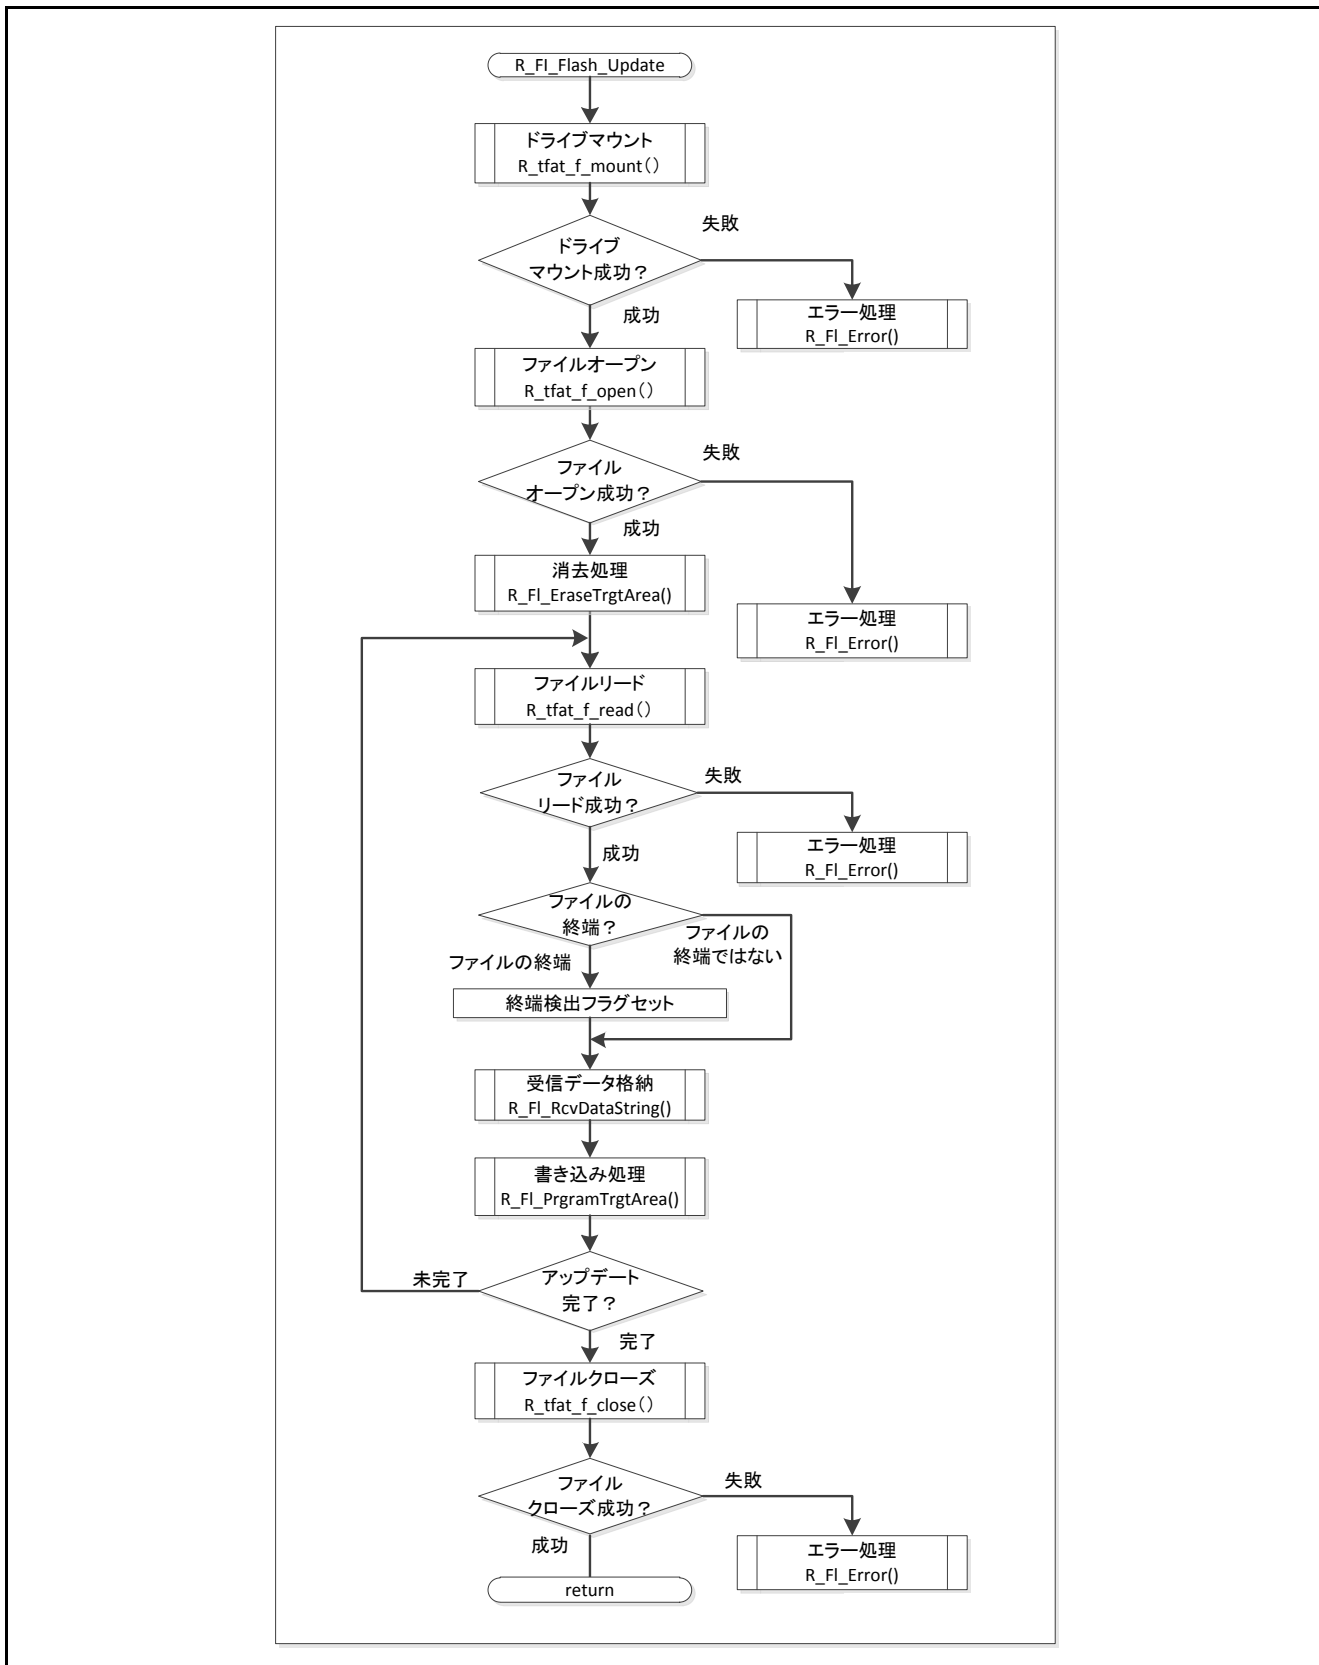 R_Fl_Flash_Update
ドライブマウント
R_tfat_f_mount()
失敗
ドライブ
マウント成功？
成功
エラー処理
R_Fl_Error()
ファイルオープン
R_tfat_f_open()
失敗
ファイル
オープン成功？
成功
消去処理
R_Fl_EraseTrgtArea()
エラー処理
R_Fl_Error()
ファイルリード
R_tfat_f_read()
失敗
ファイル
リード成功？
エラー処理
R_Fl_Error()
成功
ファイルの
終端？
ファイルの
終端ではない
ファイルの終端
終端検出フラグセット
受信データ格納
R_Fl_RcvDataString()
書き込み処理
R_Fl_PrgramTrgtArea()
未完了
アップデート
完了？
完了
ファイルクローズ
R_tfat_f_close()
失敗
ファイル
クローズ成功？
成功
エラー処理
R_Fl_Error()
return